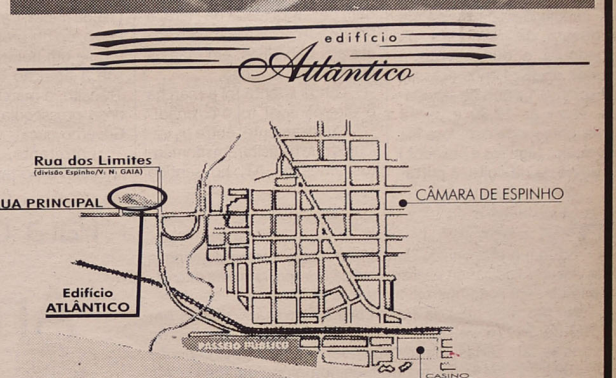 edifício
Atlântico
Rua dos Limites
(divisão Espinho/V. N. GAIA)
UA PRINCIPAL
CÂMARA DE ESPINHO
Edifício
ATLÂNTICO
PASSEIO PÚBLICO
CASINO